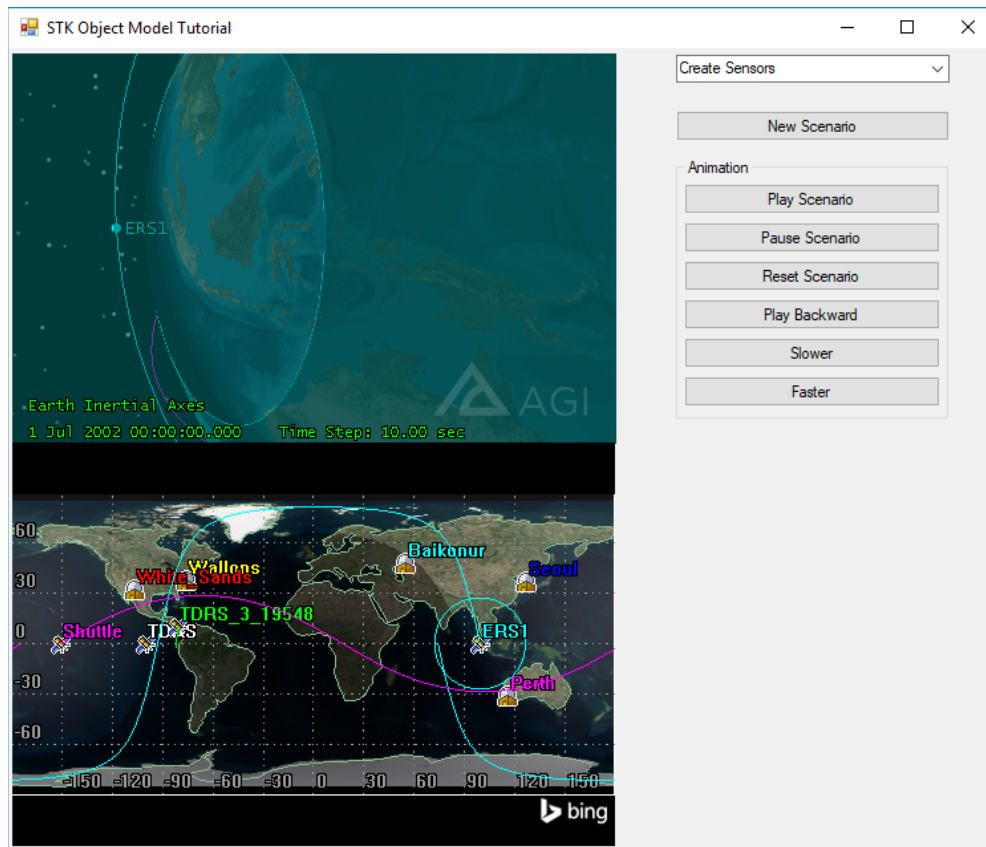 STK Object Model Tutorial
Create Sensors
New Scenario
Animation
Play Scenario
Pause Scenario
Reset Scenario
Play Backward
Slower
Faster
ERS1
AGI
Earth Inertial Axes
1 Jul 2002 00:00:00.000 Time Step: 10.00 sec
60
Baikonur
Wallops
Seoul
White_Sands
30
TDRS_3_19548
0
Shuttle
TDRS
ERS1
-30
Perth
-60
-150 -120 -90 -60 -30 0 30 60 90 120 150
bing